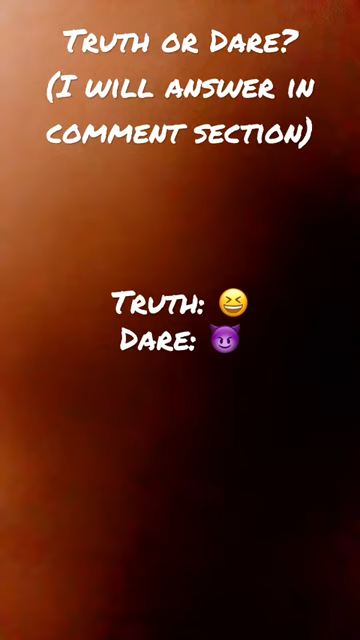 Truth or Dare?
(I will answer in
comment section)
Truth: 😆
Dare: 😈